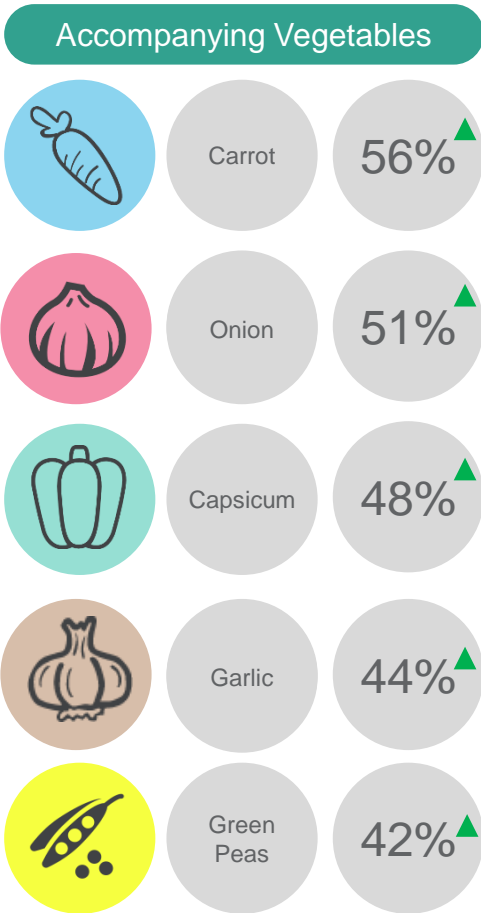 Accompanying Vegetables
Carrot
56%
Onion
51%
Capsicum
48%
Garlic
44%
Green
Peas
42%